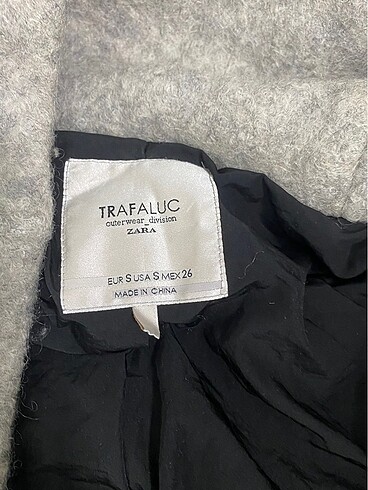 TRAFALUC
outerwear_division
ZARA
EUR S USA S MEX 26
MADE IN CHINA